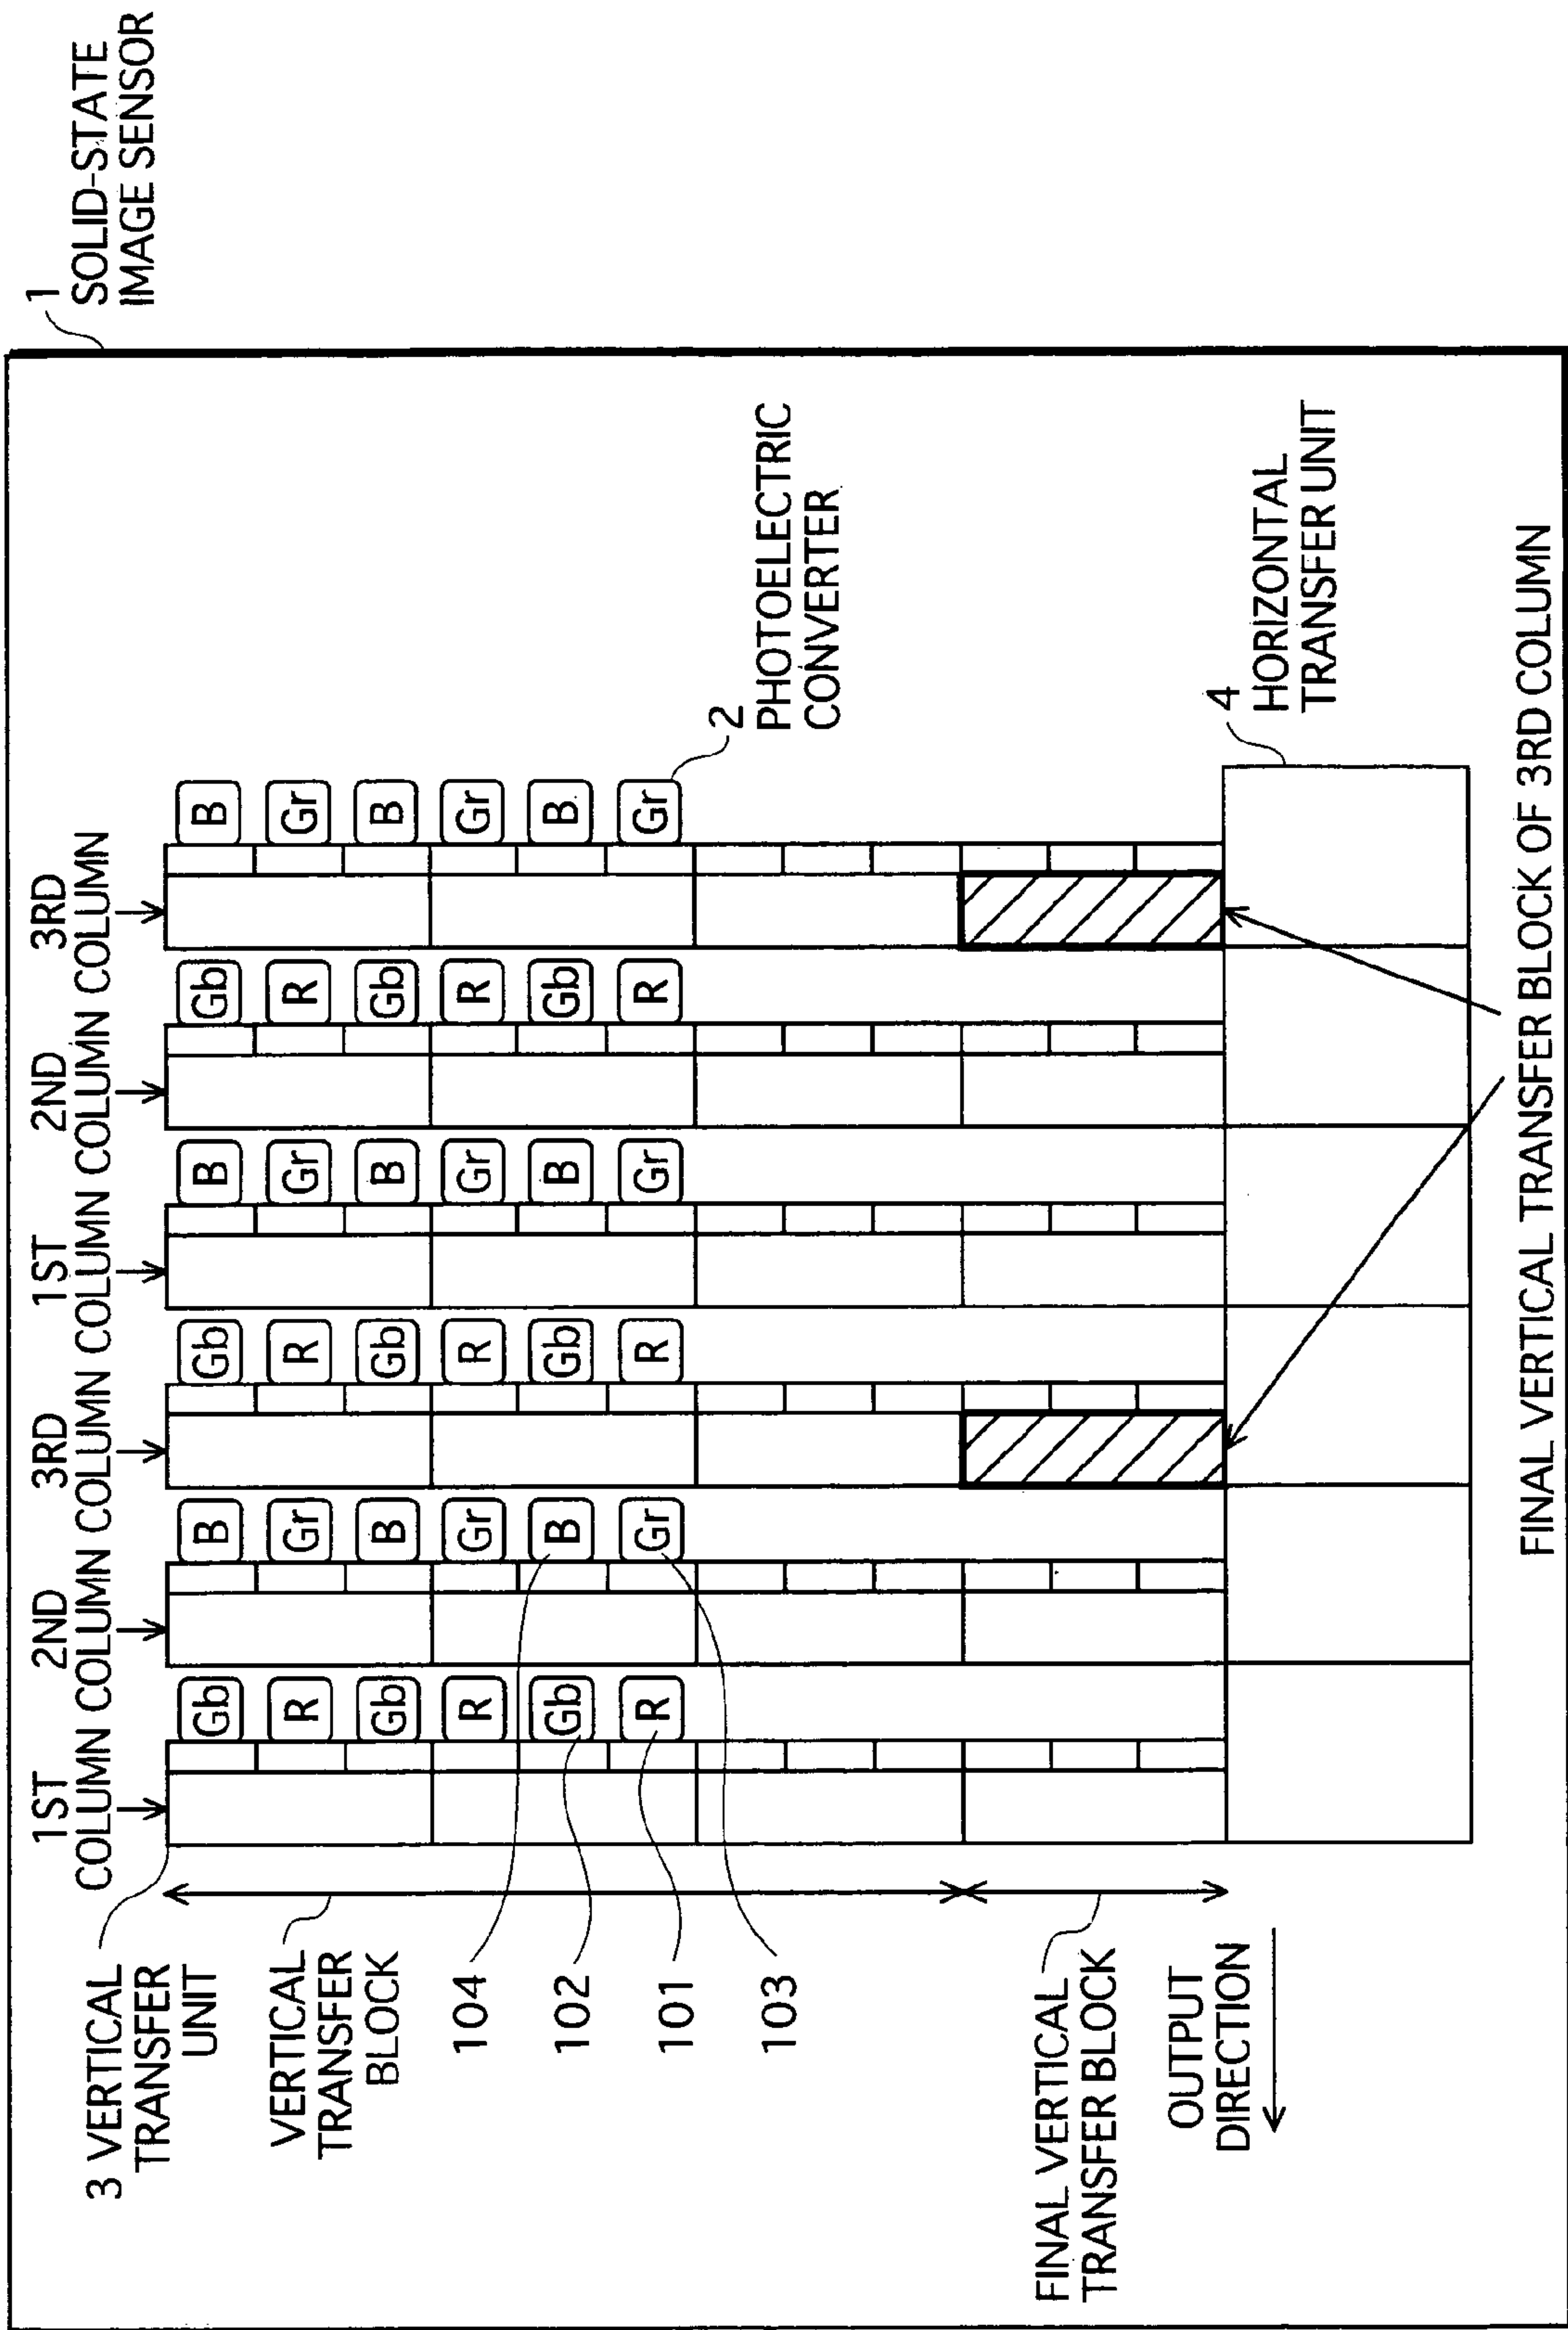 1
SOLID-STATE
IMAGE SENSOR
1ST
COLUMN
2ND
COLUMN
3RD
COLUMN
1ST
COLUMN
2ND
COLUMN
3RD
COLUMN
3 VERTICAL
TRANSFER
UNIT
Gb B Gb B Gb B
R Gr R Gr R Gr
Gb B Gb B Gb B
R Gr R Gr R Gr
Gb B Gb B Gb B
R Gr R Gr R Gr
VERTICAL
TRANSFER
BLOCK
104
102
101
103
2
PHOTOELECTRIC
CONVERTER
FINAL VERTICAL
TRANSFER BLOCK
OUTPUT
DIRECTION
4
HORIZONTAL
TRANSFER UNIT
FINAL VERTICAL TRANSFER BLOCK OF 3RD COLUMN